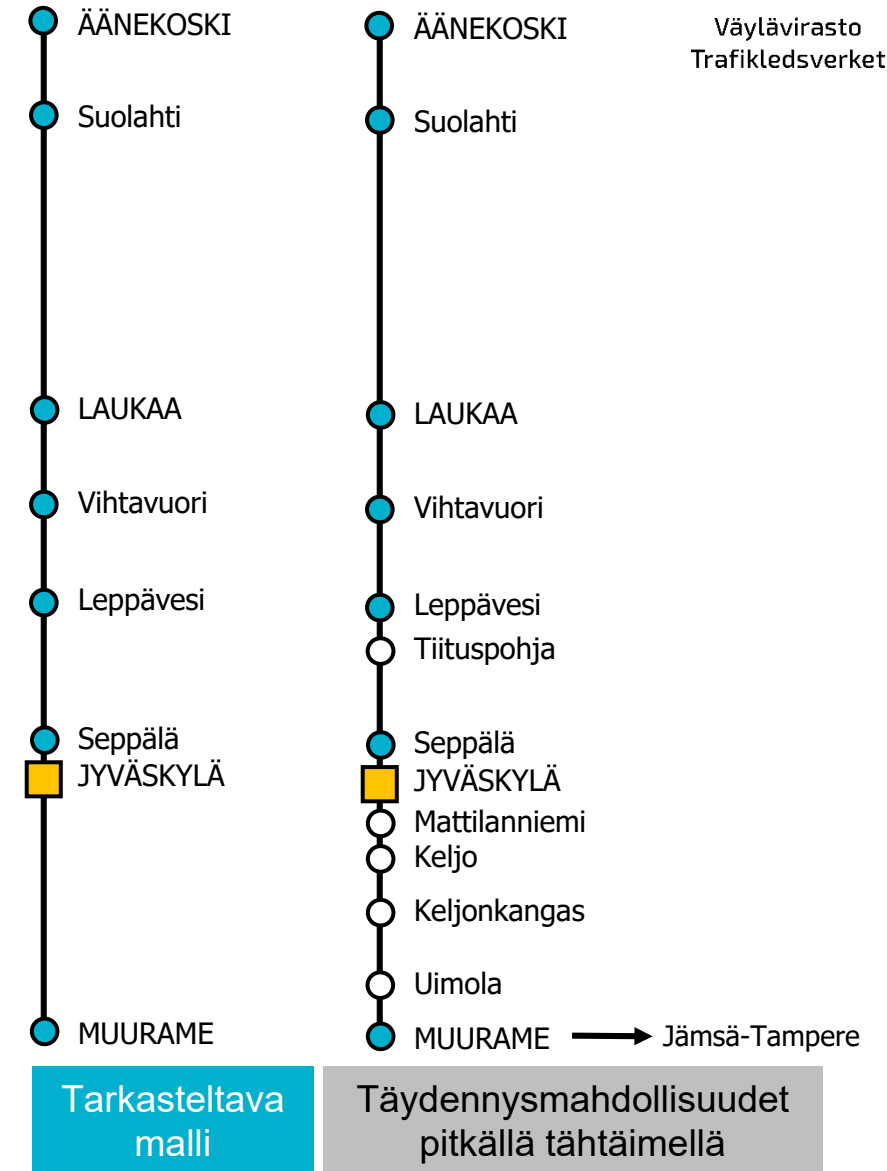 ÄÄNEKOSKI
Suolahti
LAUKAA
Vihtavuori
Leppävesi
Seppälä
JYVÄSKYLÄ
MUURAME
Tarkasteltava
malli
ÄÄNEKOSKI
Suolahti
LAUKAA
Vihtavuori
Leppävesi
Tiituspohja
Seppälä
JYVÄSKYLÄ
Mattilanniemi
Keljo
Keljonkangas
Uimola
MUURAME
Jämsä-Tampere
Täydennysmahdollisuudet
pitkällä tähtäimellä
Väylävirasto
Trafikledsverket